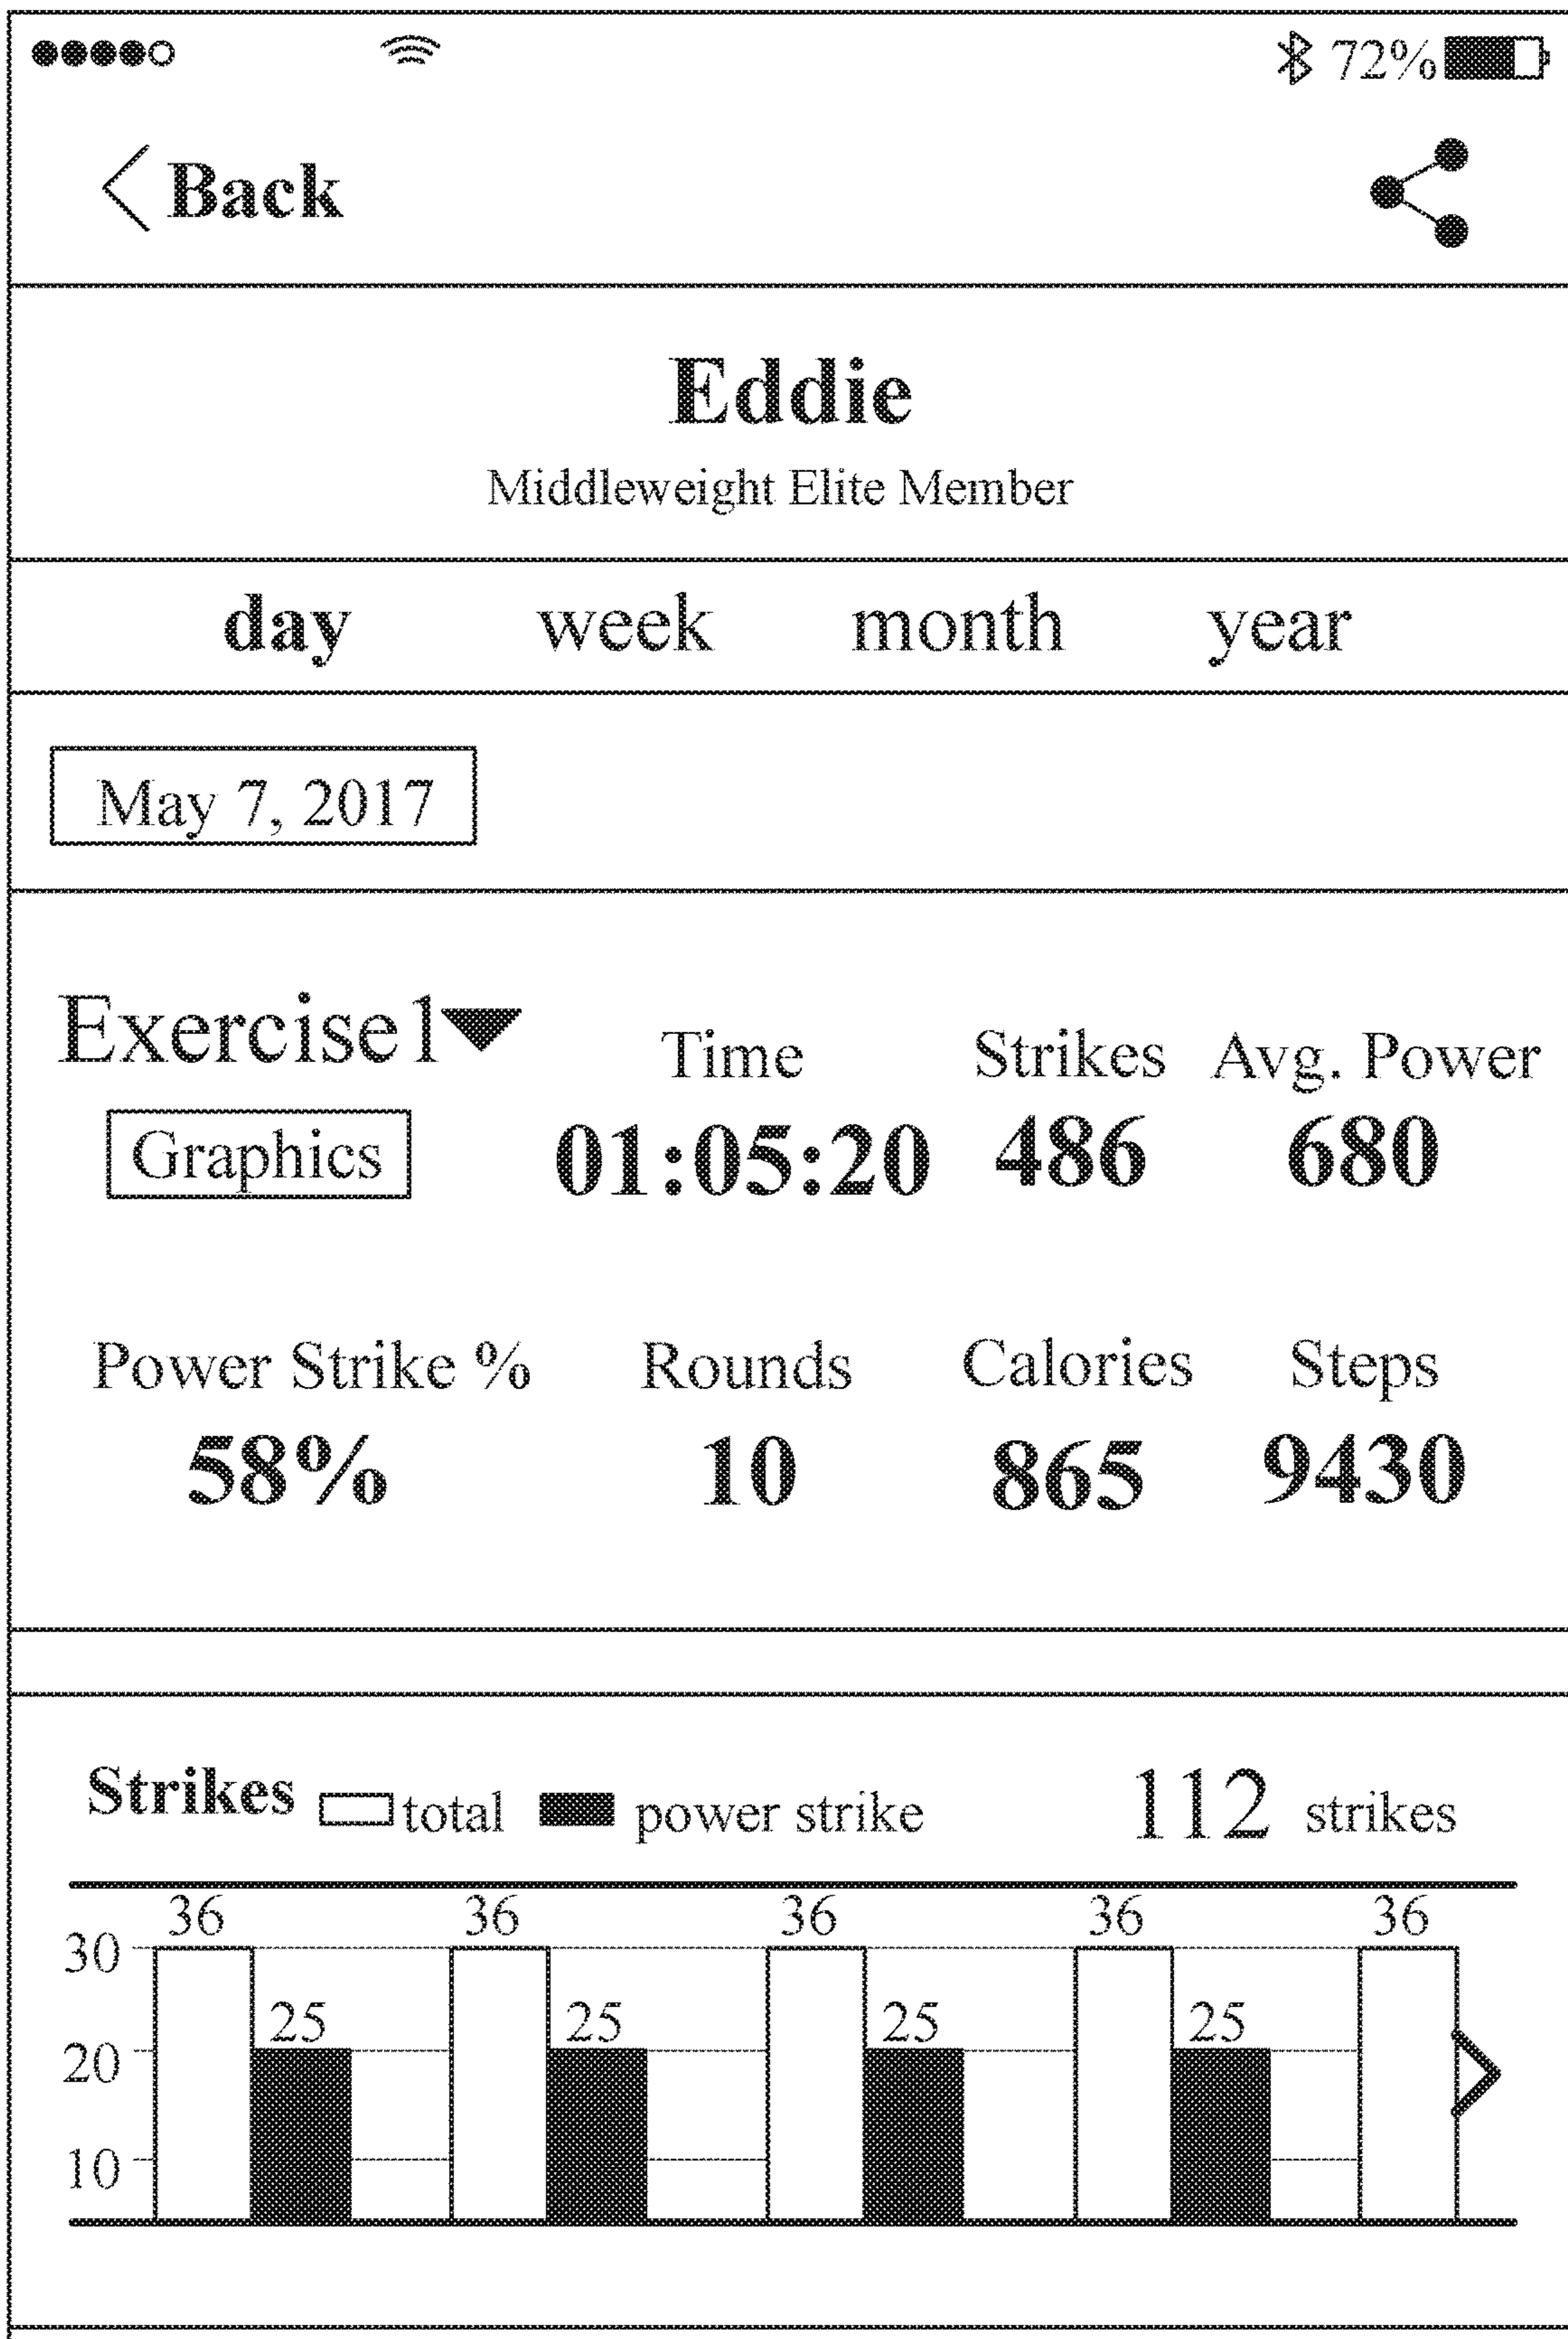 72%
Back
Eddie
Middleweight Elite Member
day week month year
May 7, 2017
Exercise1 Time Strikes Avg. Power
Graphics 01:05:20 486 680
Power Strike % Rounds Calories Steps
58% 10 865 9430
Strikes total power strike 112 strikes
36 36 36 36 36
30
25 25 25 25
20
10